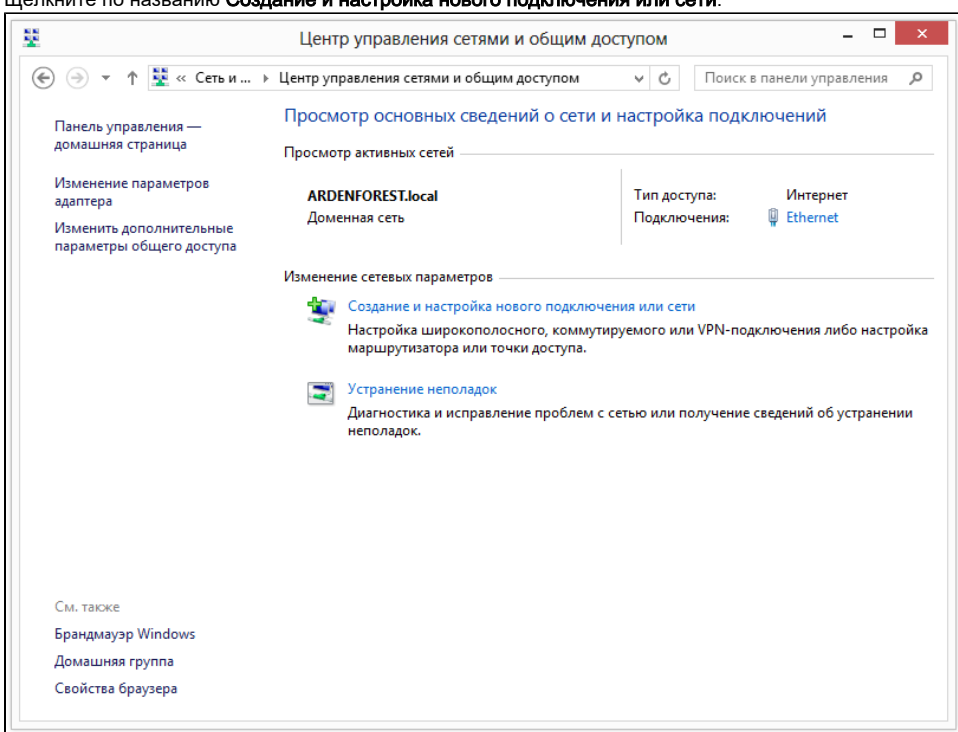 Щелкните по названию Создание и настройка нового подключения или сети.
Центр управления сетями и общим доступом
« Сеть и ... Центр управления сетями и общим доступом
Поиск в панели управления
Панель управления —
домашняя страница
Изменение параметров
адаптера
Изменить дополнительные
параметры общего доступа
Просмотр основных сведений о сети и настройка подключений
Просмотр активных сетей
ARDENFOREST.local
Доменная сеть
Тип доступа: Интернет
Подключения: Ethernet
Изменение сетевых параметров
Создание и настройка нового подключения или сети
Настройка широкополосного, коммутируемого или VPN-подключения либо настройка
маршрутизатора или точки доступа.
Устранение неполадок
Диагностика и исправление проблем с сетью или получение сведений об устранении
неполадок.
См. также
Брандмауэр Windows
Домашняя группа
Свойства браузера